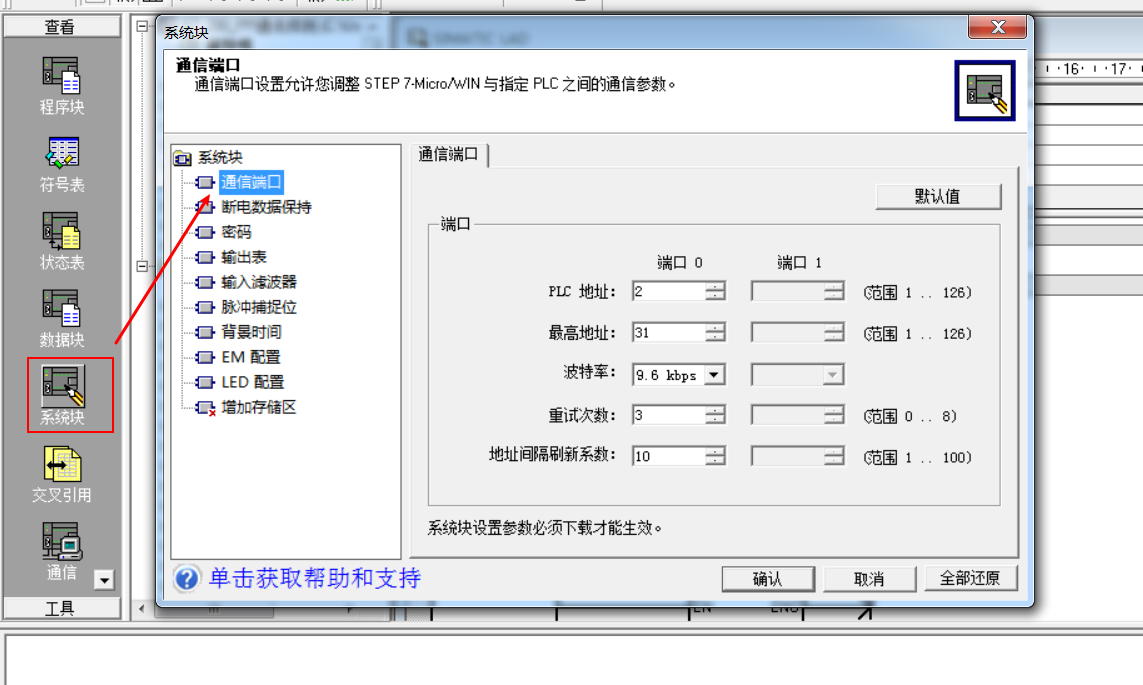 查看
程序块
符号表
状态表
数据块
系统块
交叉引用
通信
工具
系统块
通信端口
通信端口设置允许您调整 STEP 7-Micro/WIN 与指定 PLC 之间的通信参数。
系统块
通信端口
断电数据保持
密码
输出表
输入滤波器
脉冲捕捉位
背景时间
EM 配置
LED 配置
增加存储区
通信端口
默认值
端口
端口 0 端口 1
PLC 地址： 2 (范围 1 .. 126)
最高地址： 31 (范围 1 .. 126)
波特率： 9.6 kbps
重试次数： 3 (范围 0 .. 8)
地址间隔刷新系数： 10 (范围 1 .. 100)
系统块设置参数必须下载才能生效。
单击获取帮助和支持
确认 取消 全部还原
·16· · ·17·
EN ENO